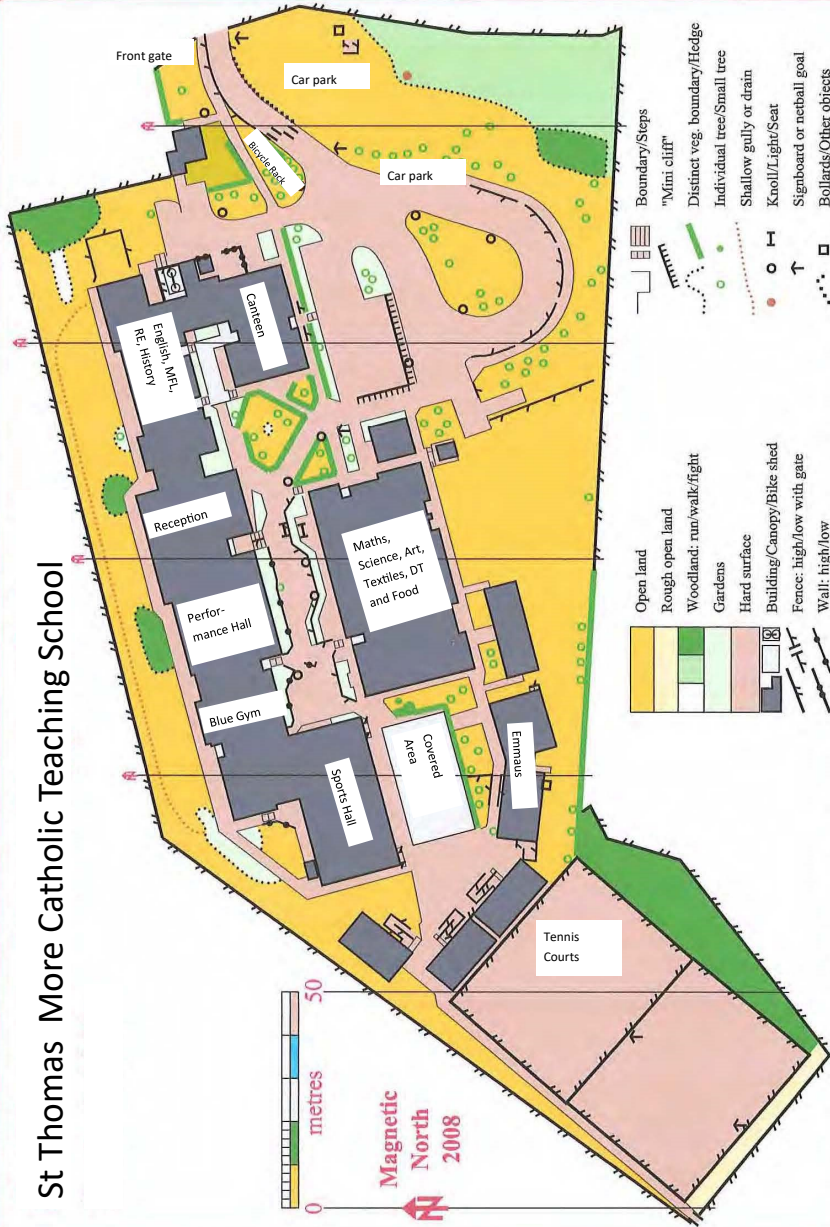 St Thomas More Catholic Teaching School
Front gate
Car park
Bicycle Rack
Car park
Canteen
English, MFL,
RE, History
Reception
Perfor-
mance Hall
Blue Gym
Sports Hall
Maths,
Science, Art,
Textiles, DT
and Food
Covered
Area
Emmaus
Tennis
Courts
0 metres 50
Magnetic
North
2008
N
N
N
N
N
Open land
Rough open land
Woodland: run/walk/fight
Gardens
Hard surface
Building/Canopy/Bike shed
Fence: high/low with gate
Wall: high/low
Boundary/Steps
"Mini cliff"
Distinct veg. boundary/Hedge
Individual tree/Small tree
Shallow gully or drain
Knoll/Light/Seat
Signboard or netball goal
Bollards/Other objects